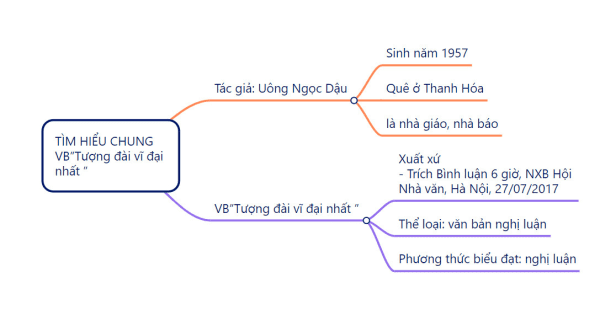 TÌM HIỂU CHUNG
VB"Tượng đài vĩ đại
nhất "
Tác giả: Uông Ngọc Dậu
Sinh năm 1957
Quê ở Thanh Hóa
là nhà giáo, nhà báo
VB"Tượng đài vĩ đại nhất "
Xuất xứ
- Trích Bình luận 6 giờ, NXB Hội
Nhà văn, Hà Nội, 27/07/2017
Thể loại: văn bản nghị luận
Phương thức biểu đạt: nghị luận